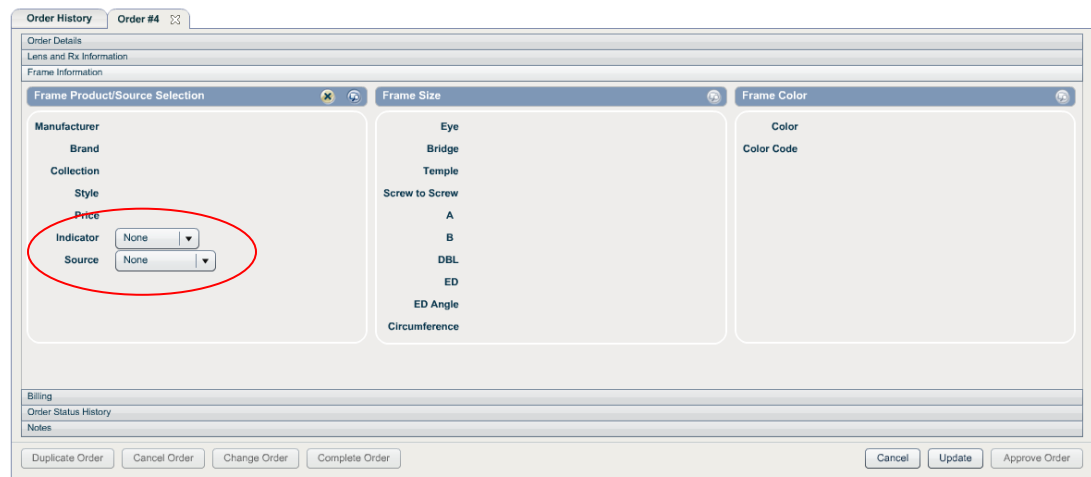 Order History Order #4
Order Details
Lens and Rx Information
Frame Information
Frame Product/Source Selection
Manufacturer
Brand
Collection
Style
Price
Indicator None
Source None
Frame Size
Eye
Bridge
Temple
Screw to Screw
A
B
DBL
ED
ED Angle
Circumference
Frame Color
Color
Color Code
Billing
Order Status History
Notes
Duplicate Order Cancel Order Change Order Complete Order Cancel Update Approve Order